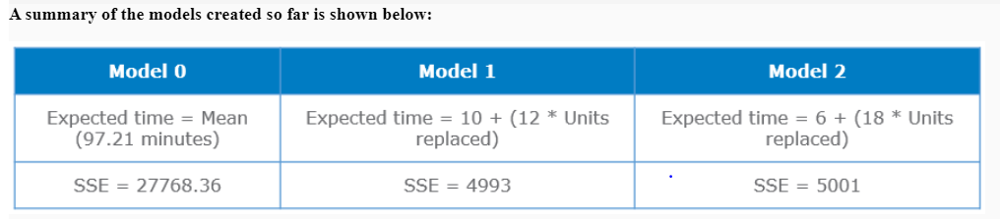 A summary of the models created so far is shown below:
Model 0
Model 1
Model 2
Expected time = Mean
(97.21 minutes)
Expected time = 10 + (12 * Units
replaced)
Expected time = 6 + (18 * Units
replaced)
SSE = 27768.36
SSE = 4993
SSE = 5001